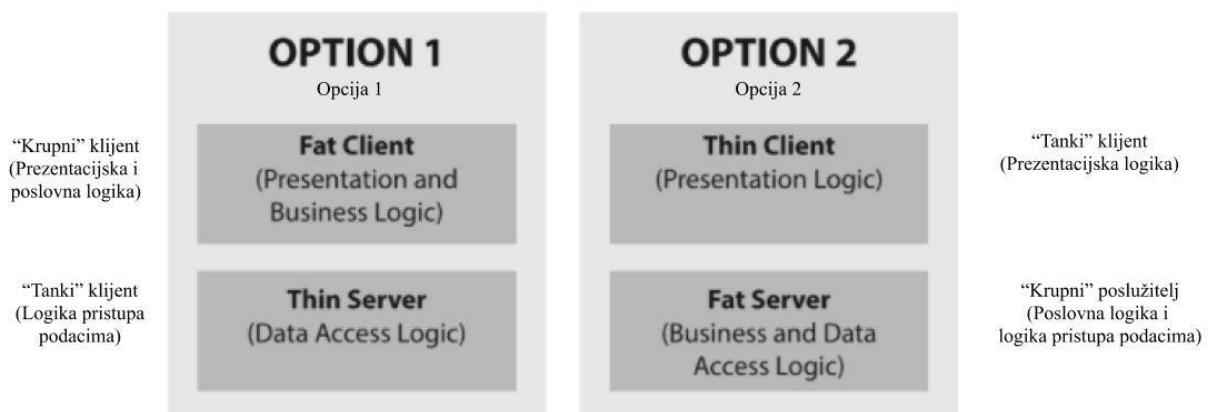 OPTION 1
Opcija 1
“Krupni” klijent
(Prezentacijska i
poslovna logika)
Fat Client
(Presentation and
Business Logic)
“Tanki” klijent
(Logika pristupa
podacima)
Thin Server
(Data Access Logic)
OPTION 2
Opcija 2
Thin Client
(Presentation Logic)
“Tanki” klijent
(Prezentacijska logika)
Fat Server
(Business and Data
Access Logic)
“Krupni” poslužitelj
(Poslovna logika i
logika pristupa podacima)